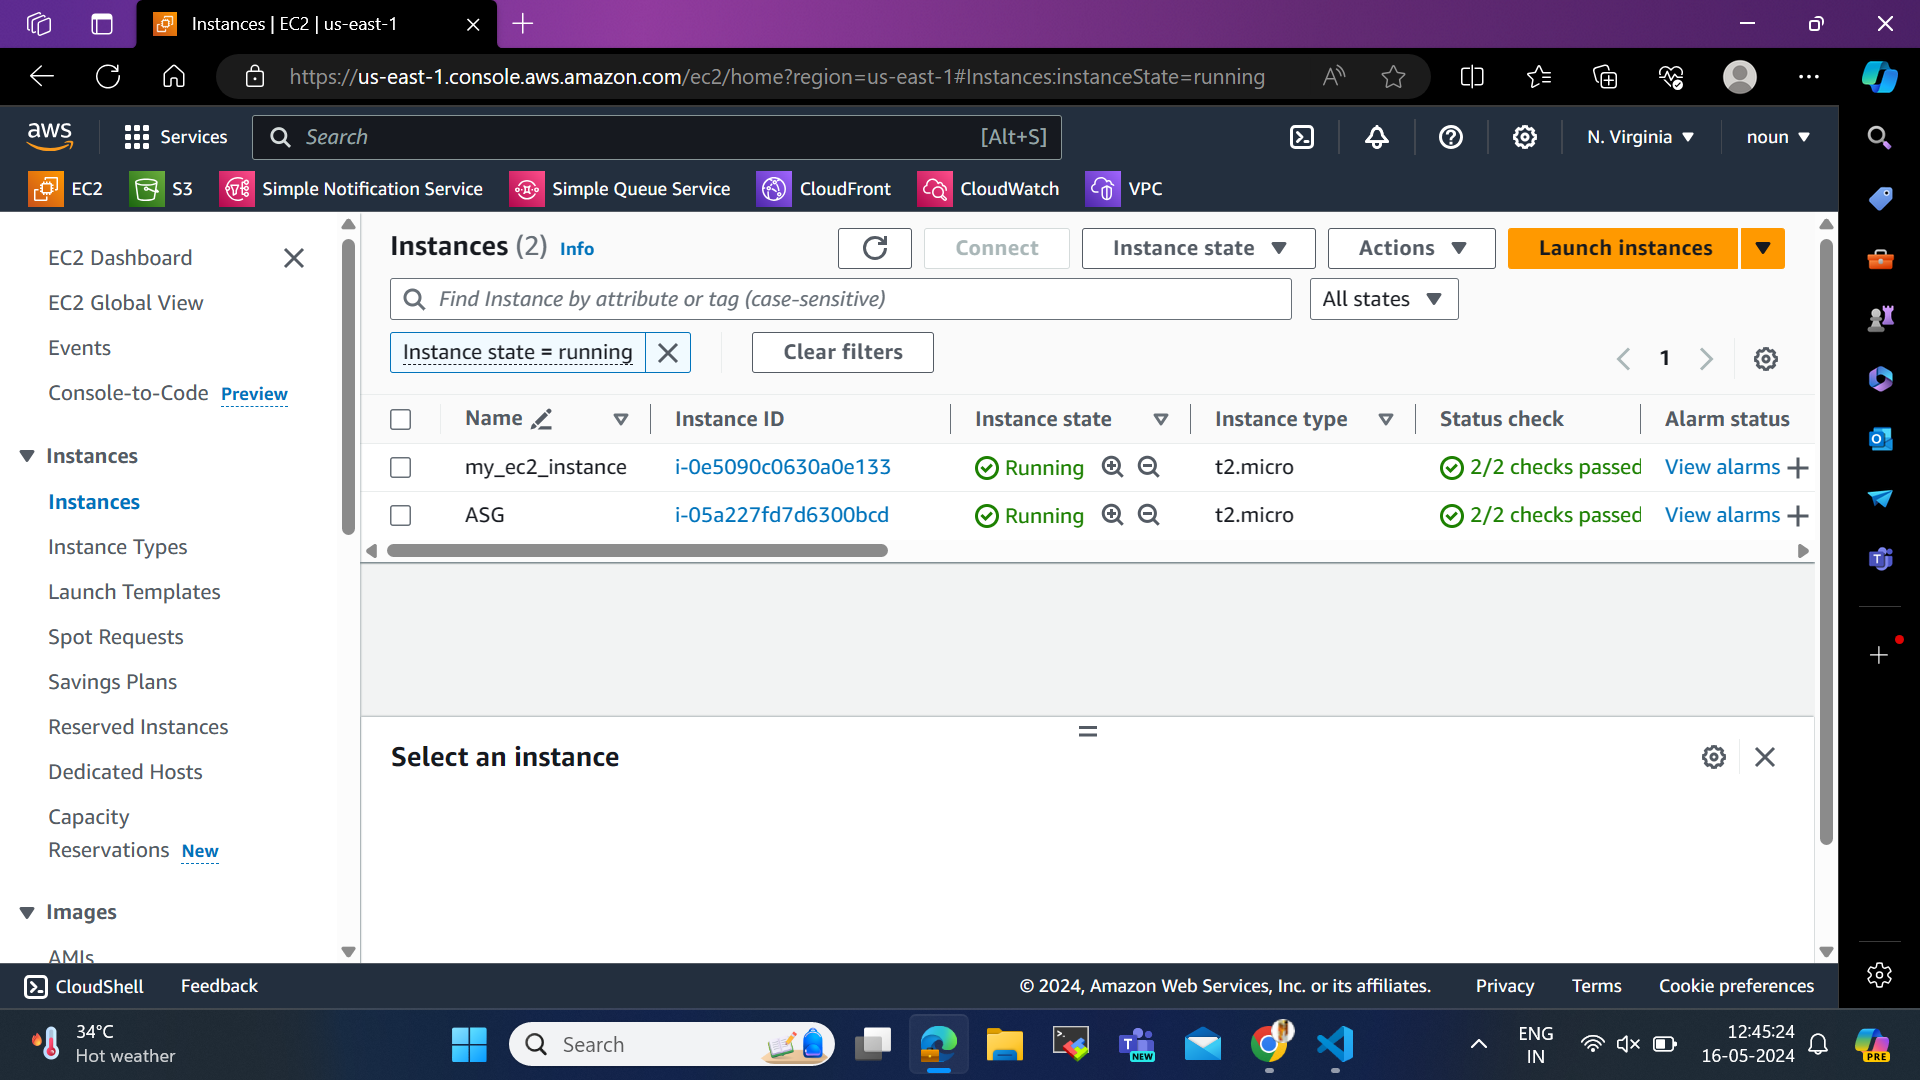 Instances | EC2 | us-east-1
https://us-east-1.console.aws.amazon.com/ec2/home?region=us-east-1#Instances:instanceState=running
aws
Services
Search
[Alt+S]
N. Virginia
noun
EC2
S3
Simple Notification Service
Simple Queue Service
CloudFront
CloudWatch
VPC
EC2 Dashboard
EC2 Global View
Events
Console-to-Code Preview
Instances
Instances
Instance Types
Launch Templates
Spot Requests
Savings Plans
Reserved Instances
Dedicated Hosts
Capacity
Reservations New
Images
AMIs
Instances (2) Info
Connect
Instance state
Actions
Launch instances
Find Instance by attribute or tag (case-sensitive)
All states
Instance state = running
Clear filters
1
Name Instance ID Instance state Instance type Status check Alarm status
my_ec2_instance i-0e5090c0630a0e133 Running t2.micro 2/2 checks passed View alarms
ASG i-05a227fd7d6300bcd Running t2.micro 2/2 checks passed View alarms
Select an instance
CloudShell
Feedback
© 2024, Amazon Web Services, Inc. or its affiliates.
Privacy
Terms
Cookie preferences
34°C
Hot weather
Search
NEW
ENG
IN
12:45:24
16-05-2024
PRE